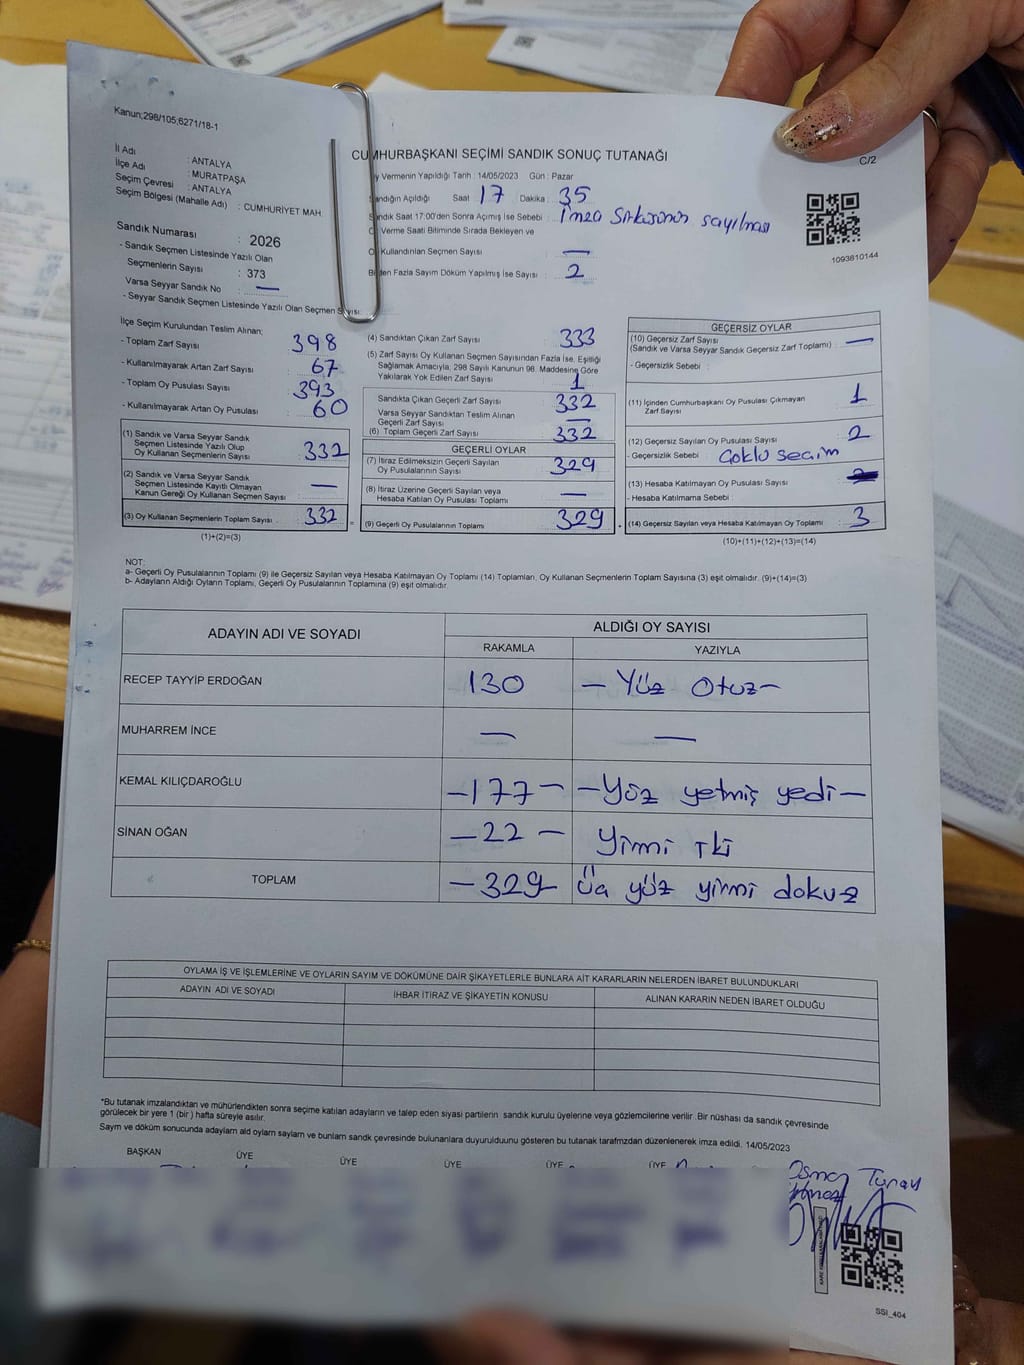 Kanun;298/105;6271/18-1
C/2
İl Adı : ANTALYA
İlçe Adı : MURATPAŞA
Seçim Çevresi : ANTALYA
Seçim Bölgesi (Mahalle Adı) : CUMHURİYET MAH
Sandık Numarası : 2026
- Sandık Seçmen Listesinde Yazılı Olan
Seçmenlerin Sayısı : 373
Varsa Seyyar Sandık No : —
- Seyyar Sandık Seçmen Listesinde Yazılı Olan Seçmen Sayısı:
CUMHURBAŞKANI SEÇİMİ SANDIK SONUÇ TUTANAĞI
y Vermenin Yapıldığı Tarih : 14/05/2023 Gün : Pazar
andığın Açıldığı Saat 17 Dakika : 35
andık Saat 17:00'den Sonra Açımış İse Sebebi : İmza Sirküsünün sayılması
Verme Saati Bitiminde Sırada Bekleyen ve
Kullandırılan Seçmen Sayısı : —
Bi den Fazla Sayım Döküm Yapılmış İse Sayısı : 2
1093610144
İlçe Seçim Kurulundan Teslim Alınan;
- Toplam Zarf Sayısı : 398
- Kullanılmayarak Artan Zarf Sayısı : 67
- Toplam Oy Pusulası Sayısı : 393
- Kullanılmayarak Artan Oy Pusulası : 60
(1) Sandık ve Varsa Seyyar Sandık
Seçmen Listesinde Yazılı Olup
Oy Kullanan Seçmenlerin Sayısı : 332
(2) Sandık ve Varsa Seyyar Sandık
Seçmen Listesinde Kayıtlı Olmayan
Kanun Gereği Oy Kullanan Seçmen Sayısı : —
(3) Oy Kullanan Seçmenlerin Toplam Sayısı : 332 =
(1)+(2)=(3)
(4) Sandıktan Çıkan Zarf Sayısı : 333
(5) Zarf Sayısı Oy Kullanan Seçmen Sayısından Fazla İse, Eşitliği
Sağlamak Amacıyla; 298 Sayılı Kanunun 98. Maddesine Göre
Yakılarak Yok Edilen Zarf Sayısı : 1
Sandıkta Çıkan Geçerli Zarf Sayısı : 332
Varsa Seyyar Sandıktan Teslim Alınan
Geçerli Zarf Sayısı : —
(6) Toplam Geçerli Zarf Sayısı : 332
GEÇERLİ OYLAR
(7) İtiraz Edilmeksizin Geçerli Sayılan
Oy Pusulalarının Sayısı : 329
(8) İtiraz Üzerine Geçerli Sayılan veya
Hesaba Katılan Oy Pusulası Toplamı : —
(9) Geçerli Oy Pusulalarının Toplamı : 329
GEÇERSİZ OYLAR
(10) Geçersiz Zarf Sayısı
(Sandık ve Varsa Seyyar Sandık Geçersiz Zarf Toplamı) : —
- Geçersizlik Sebebi :
(11) İçinden Cumhurbaşkanı Oy Pusulası Çıkmayan
Zarf Sayısı : 1
(12) Geçersiz Sayılan Oy Pusulası Sayısı : 2
- Geçersizlik Sebebi : Çoklu seçim
(13) Hesaba Katılmayan Oy Pusulası Sayısı :
- Hesaba Katılmama Sebebi :
(14) Geçersiz Sayılan veya Hesaba Katılmayan Oy Toplamı : 3
(10)+(11)+(12)+(13)=(14)
NOT:
a- Geçerli Oy Pusulalarının Toplamı (9) ile Geçersiz Sayılan veya Hesaba Katılmayan Oy Toplamı (14) Toplamları, Oy Kullanan Seçmenlerin Toplam Sayısına (3) eşit olmalıdır. (9)+(14)=(3)
b- Adayların Aldığı Oyların Toplamı, Geçerli Oy Pusulalarının Toplamına (9) eşit olmalıdır.
ADAYIN ADI VE SOYADI ALDIĞI OY SAYISI
RAKAMLA YAZIYLA
RECEP TAYYİP ERDOĞAN 130 — Yüz Otuz —
MUHARREM İNCE — —
KEMAL KILIÇDAROĞLU — 177 — — Yüz yetmiş yedi —
SİNAN OĞAN — 22 — Yirmi İki
TOPLAM — 329 Üç yüz yirmi dokuz
OYLAMA İŞ VE İŞLEMLERİNE VE OYLARIN SAYIM VE DÖKÜMÜNE DAİR ŞİKAYETLERLE BUNLARA AİT KARARLARIN NELERDEN İBARET BULUNDUKLARI
ADAYIN ADI VE SOYADI İHBAR İTİRAZ VE ŞİKAYETİN KONUSU ALINAN KARARIN NEDEN İBARET OLDUĞU
*Bu tutanak imzalandıktan ve mühürlendikten sonra seçime katılan adayların ve talep eden siyasi partilerin sandık kurulu üyelerine veya gözlemcilerine verilir. Bir nüshası da sandık çevresinde
görülecek bir yere 1 (bir) hafta süreyle asılır.
Sayım ve döküm sonucunda adayların aldı oyların sayların ve bunların sandk çevresinde bulunanlara duyurulduunu gösteren bu tutanak tarafmzdan düzenlenerek imza edildi. 14/05/2023
BAŞKAN ÜYE ÜYE ÜYE ÜYE ÜYE
Osman Turan
SSI_404